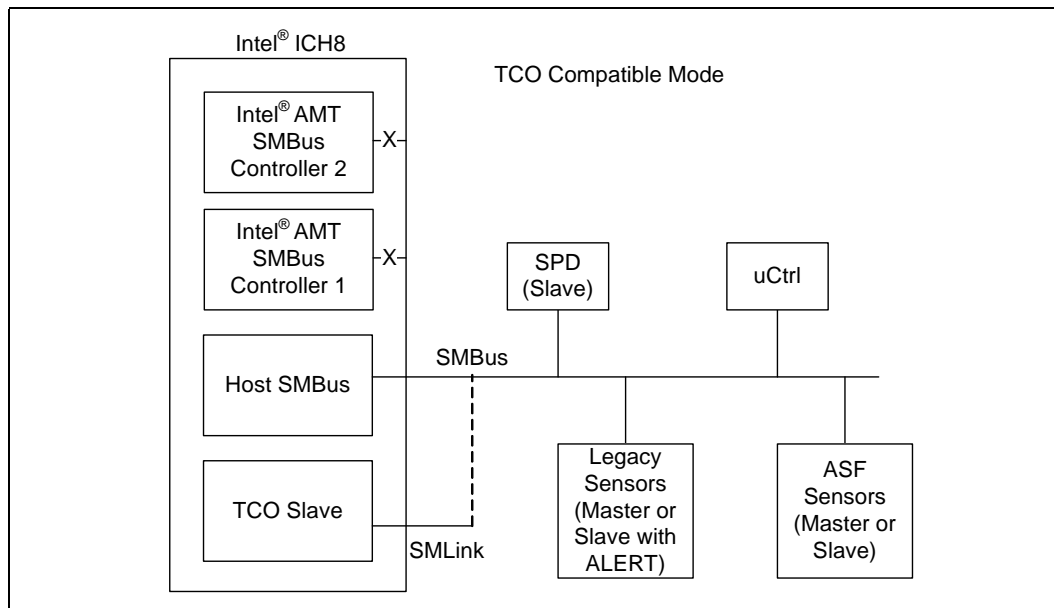 Intel® ICH8
TCO Compatible Mode
Intel® AMT
SMBus
Controller 2
X
Intel® AMT
SMBus
Controller 1
X
SPD
(Slave)
uCtrl
Host SMBus
SMBus
TCO Slave
SMLink
Legacy
Sensors
(Master or
Slave with
ALERT)
ASF
Sensors
(Master or
Slave)